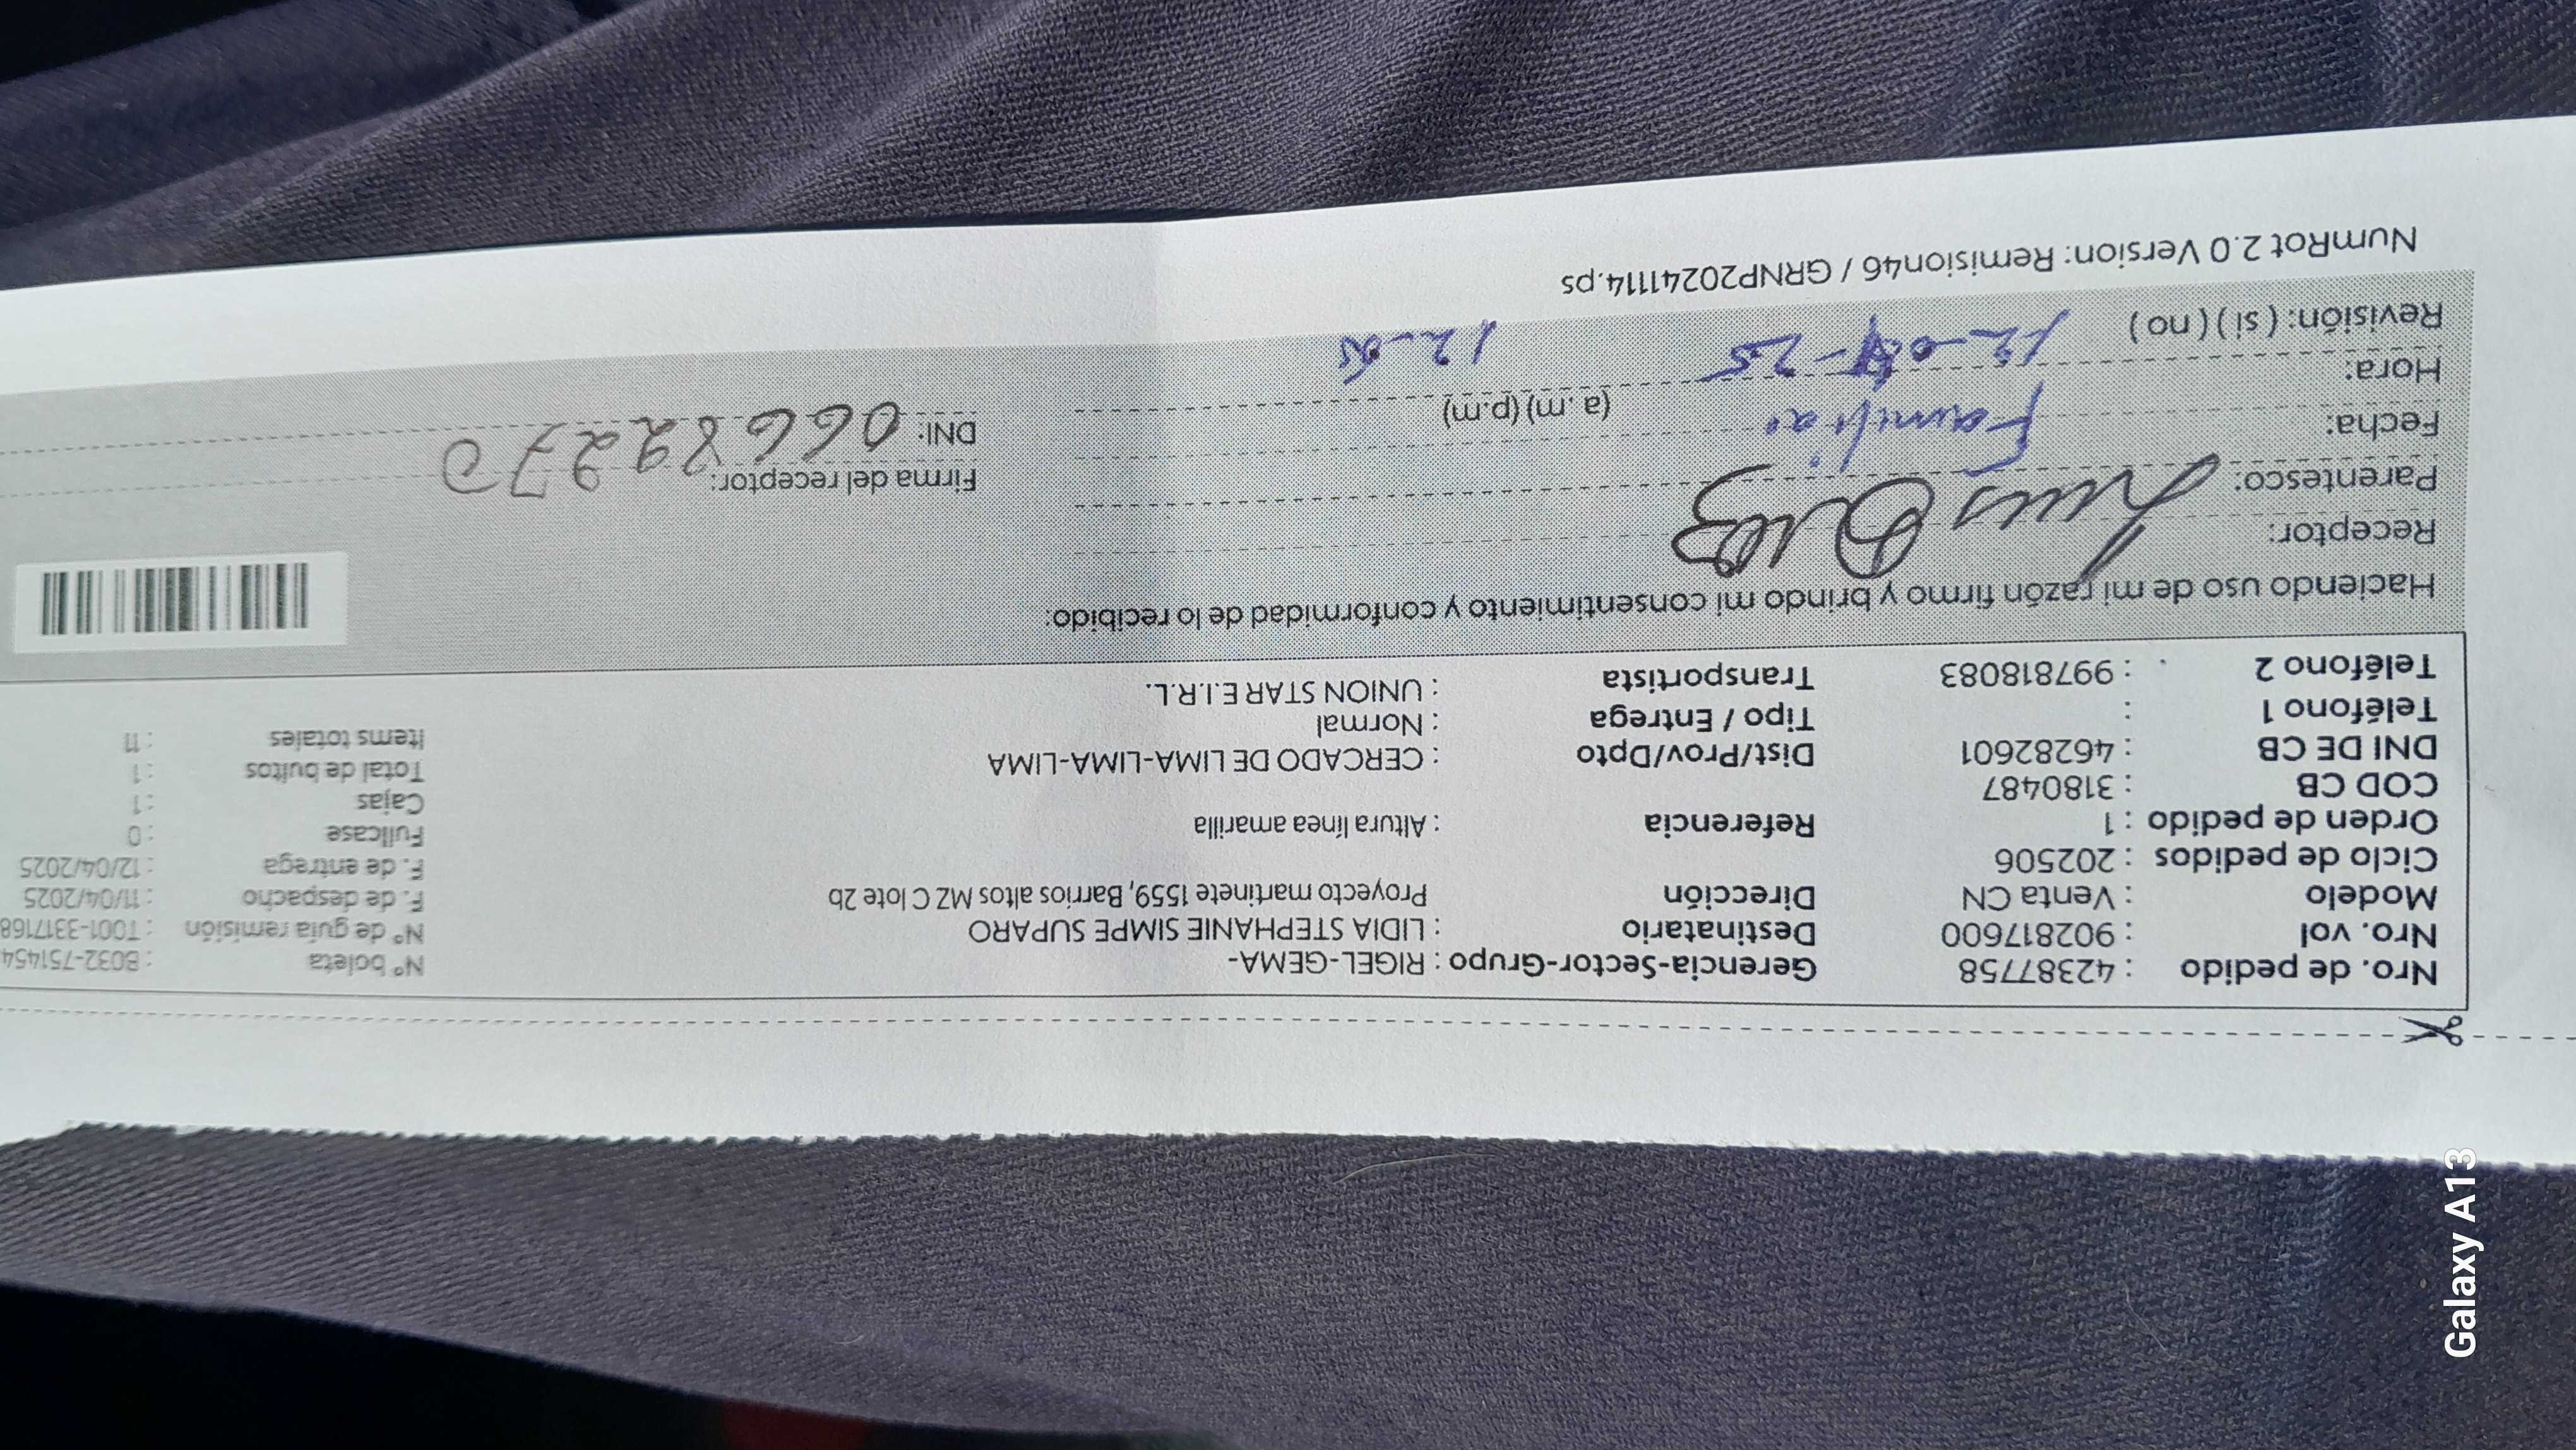 Nro. de pedido : 42387758 Gerencia-Sector-Grupo : RIGEL-GEMA- N° boleta : B032-751454
Nro. vol : 902817600 Destinatario : LIDIA STEPHANIE SIMPE SUPARO N° de guía remisión : T001-3317168
Modelo : Venta CN Dirección Proyecto martinete 1559, Barrios altos MZ C lote 2b F. de despacho : 11/04/2025
Ciclo de pedidos : 202506 F. de entrega : 12/04/2025
Orden de pedido : 1 Referencia : Altura línea amarilla Fullcase : 0
COD CB : 3180487 Cajas : 1
DNI DE CB : 46282601 Dist/Prov/Dpto : CERCADO DE LIMA-LIMA-LIMA Total de bultos : 1
Teléfono 1 : Tipo / Entrega : Normal Items totales : 11
Teléfono 2 : 997818083 Transportista : UNION STAR E.I.R.L.
Haciendo uso de mi razón firmo y brindo mi consentimiento y conformidad de lo recibido:
Receptor: Luis
Parentesco: Familiar Firma del receptor:
Fecha: 12-04-25 (a.m) (p.m) DNI: 06689270
Hora: 12-05
Revisión: ( si ) ( no )
NumRot 2.0 Version: Remision46 / GRNP20241114.ps
Galaxy A13